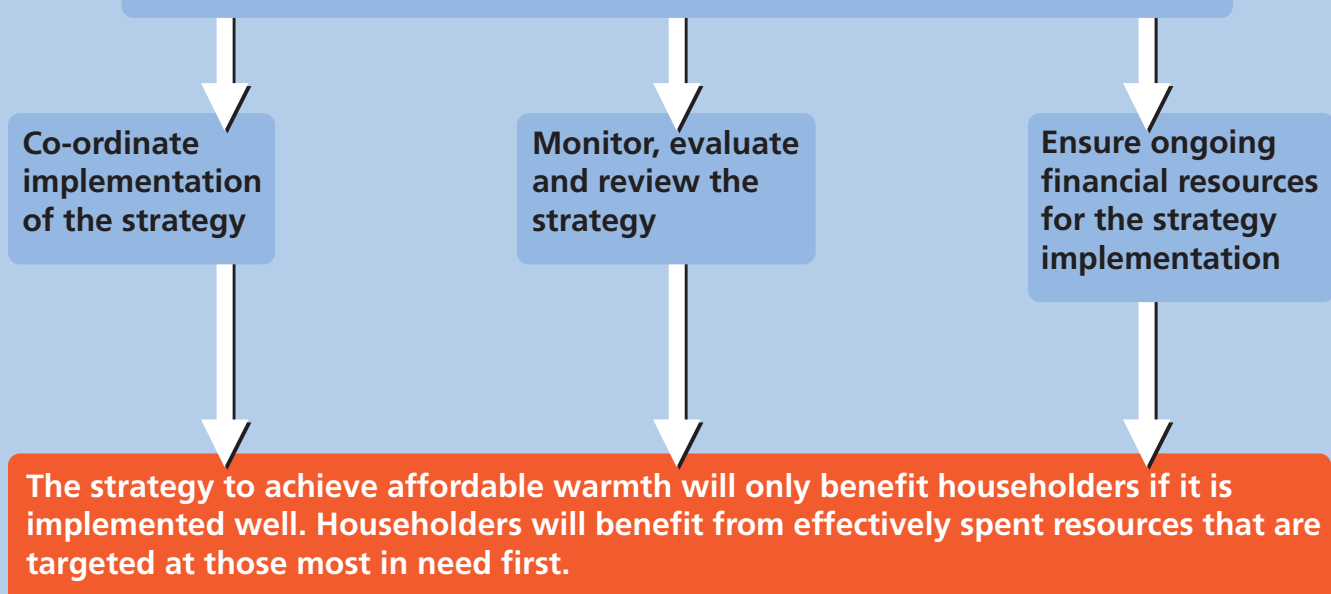 Co-ordinate
implementation
of the strategy
Monitor, evaluate
and review the
strategy
Ensure ongoing
financial resources
for the strategy
implementation
The strategy to achieve affordable warmth will only benefit householders if it is
implemented well. Householders will benefit from effectively spent resources that are
targeted at those most in need first.